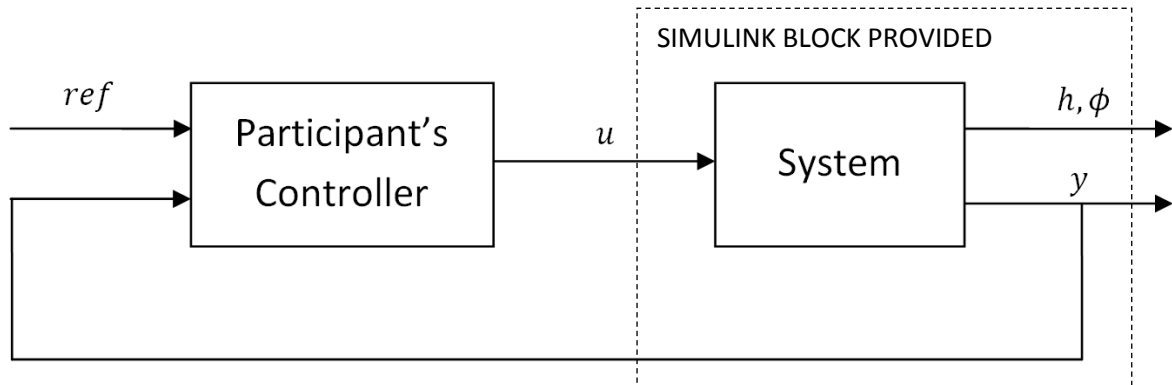 SIMULINK BLOCK PROVIDED
ref
Participant’s
Controller
u
System
h, ϕ
y